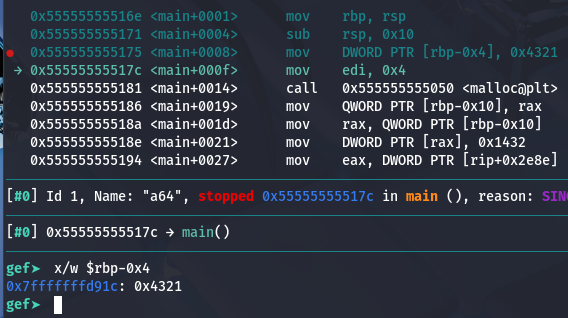 0x55555555516e <main+0001> mov rbp, rsp
0x555555555171 <main+0004> sub rsp, 0x10
● 0x555555555175 <main+0008> mov DWORD PTR [rbp-0x4], 0x4321
→ 0x55555555517c <main+000f> mov edi, 0x4
0x555555555181 <main+0014> call 0x555555555050 <malloc@plt>
0x555555555186 <main+0019> mov QWORD PTR [rbp-0x10], rax
0x55555555518a <main+001d> mov rax, QWORD PTR [rbp-0x10]
0x55555555518e <main+0021> mov DWORD PTR [rax], 0x1432
0x555555555194 <main+0027> mov eax, DWORD PTR [rip+0x2e8e]
[#0] Id 1, Name: "a64", stopped 0x55555555517c in main (), reason: SING
[#0] 0x55555555517c → main()
gef➤ x/w $rbp-0x4
0x7fffffffd91c: 0x4321
gef➤